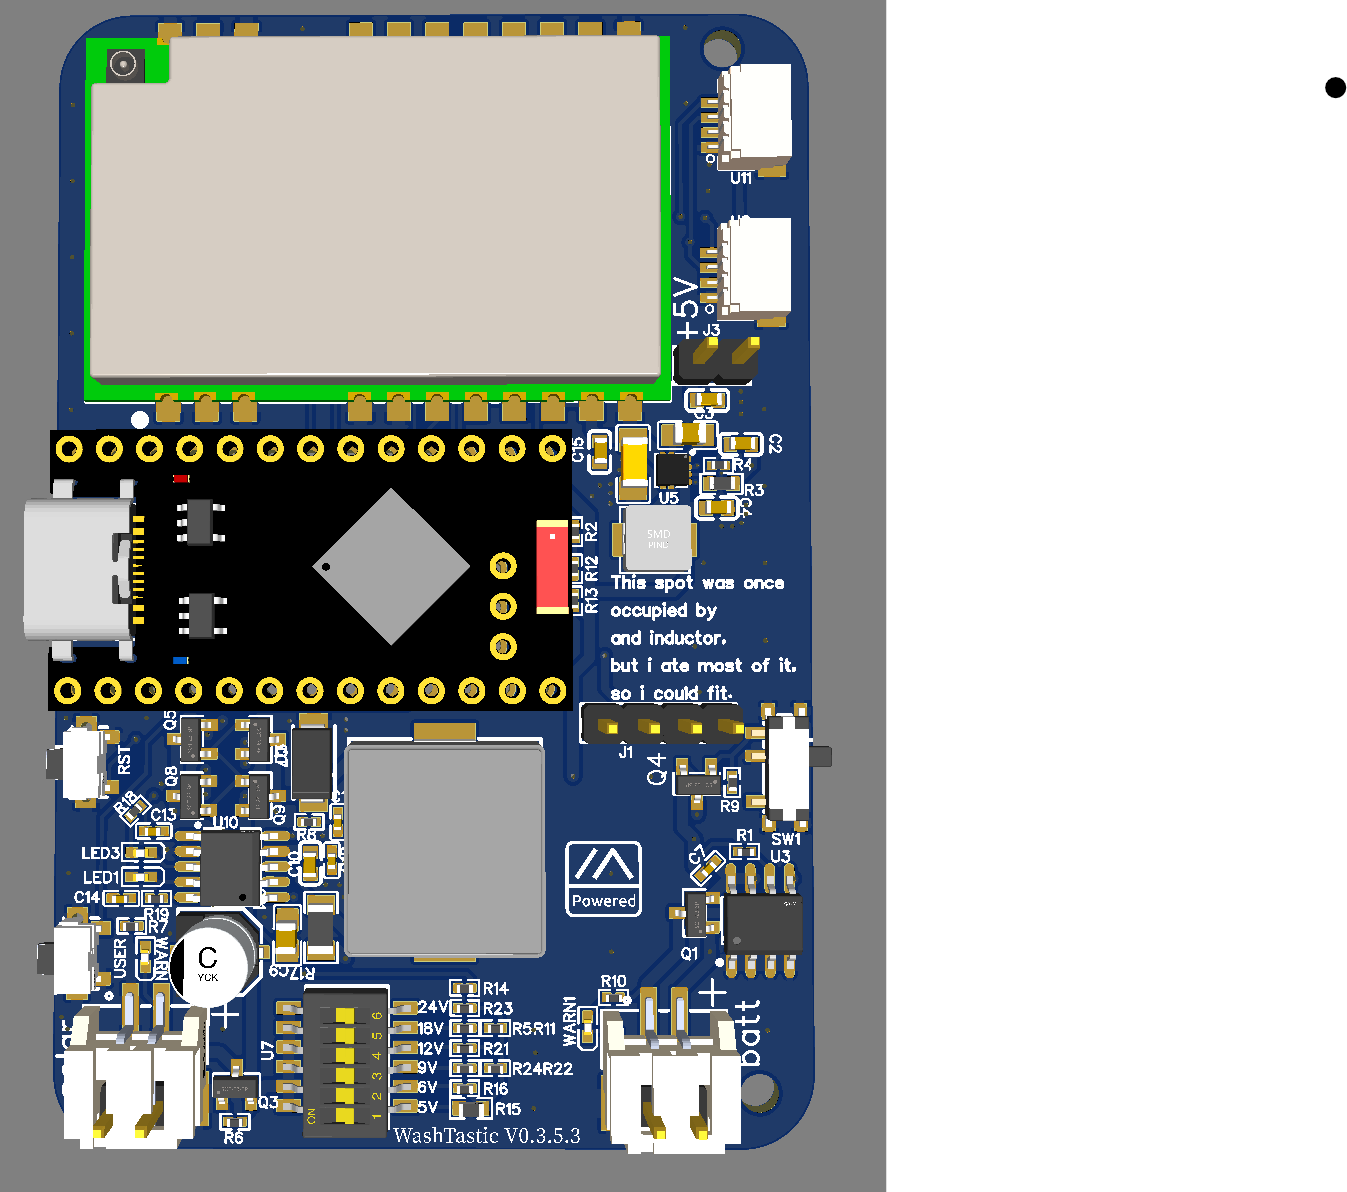 U11
+5V
J3
C3
C15
C2
R4
U5
R3
C4
SMD
PIND
R2
R12
R13
This spot was once
occupied by
and inductor.
but i ate most of it.
so i could fit.
J1
Q5
RST
Q8
Q9
Q4
R9
SW1
R18
C13
U10
R8
C10
R1
U3
C7
LED3
LED1
C14
R19
R7
USER
WARN
C
YCK
C9
R17
Powered
Q1
+
R10
WARN1
+
batt
U7
ON
1 2 3 4 5 6
24V
18V
12V
9V
6V
5V
R14
R23
R5R11
R21
R24R22
R16
R15
Q3
R6
WashTastic V0.3.5.3